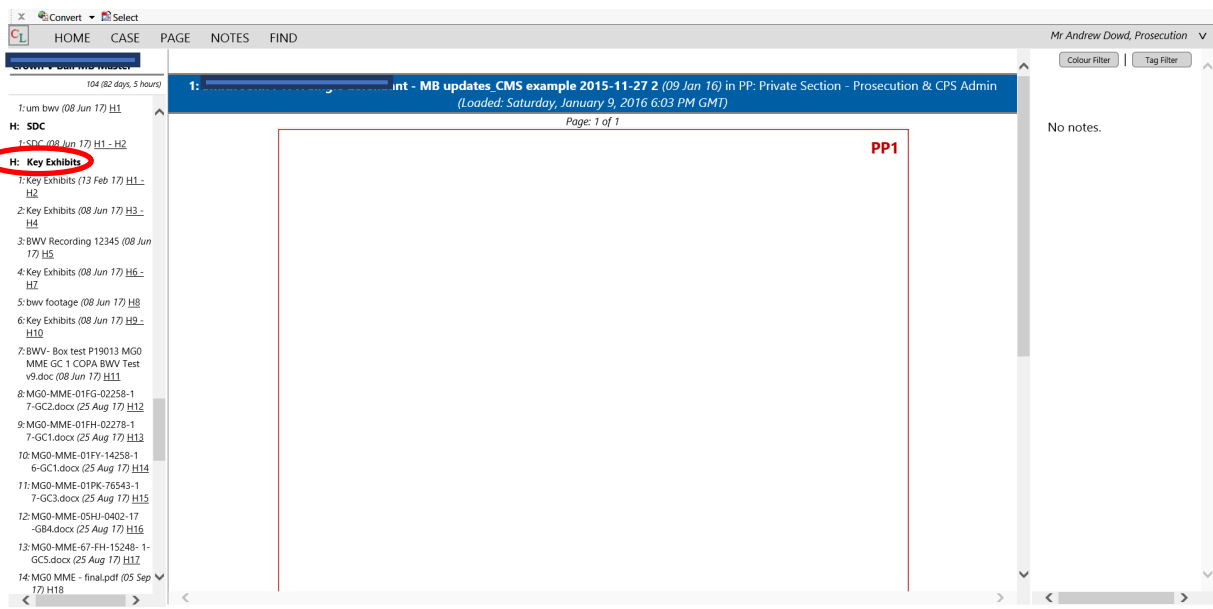 x Convert Select
CL HOME CASE PAGE NOTES FIND Mr Andrew Dowd, Prosecution v
104 (82 days, 5 hours)
1: um bwv (08 Jun 17) H1
H: SDC
1: SDC (08 Jun 17) H1 - H2
H: Key Exhibits
1: Key Exhibits (13 Feb 17) H1 -
H2
2: Key Exhibits (08 Jun 17) H3 -
H4
3: BWV Recording 12345 (08 Jun
17) H5
4: Key Exhibits (08 Jun 17) H6 -
H7
5: bwv footage (08 Jun 17) H8
6: Key Exhibits (08 Jun 17) H9 -
H10
7: BWV- Box test P19013 MG0
MME GC 1 COPA BWV Test
v9.doc (08 Jun 17) H11
8: MG0-MME-01FG-02258-1
7-GC2.docx (25 Aug 17) H12
9: MG0-MME-01FH-02278-1
7-GC1.docx (25 Aug 17) H13
10: MG0-MME-01FY-14258-1
6-GC1.docx (25 Aug 17) H14
11: MG0-MME-01PK-76543-1
7-GC3.docx (25 Aug 17) H15
12: MG0-MME-05HJ-0402-17
-GB4.docx (25 Aug 17) H16
13: MG0-MME-67-FH-15248- 1-
GC5.docx (25 Aug 17) H17
14: MG0 MME - final.pdf (05 Sep
17) H18
1: nt - MB updates_CMS example 2015-11-27 2 (09 Jan 16) in PP: Private Section - Prosecution & CPS Admin
(Loaded: Saturday, January 9, 2016 6:03 PM GMT)
Page: 1 of 1
PP1
Colour Filter | Tag Filter
No notes.